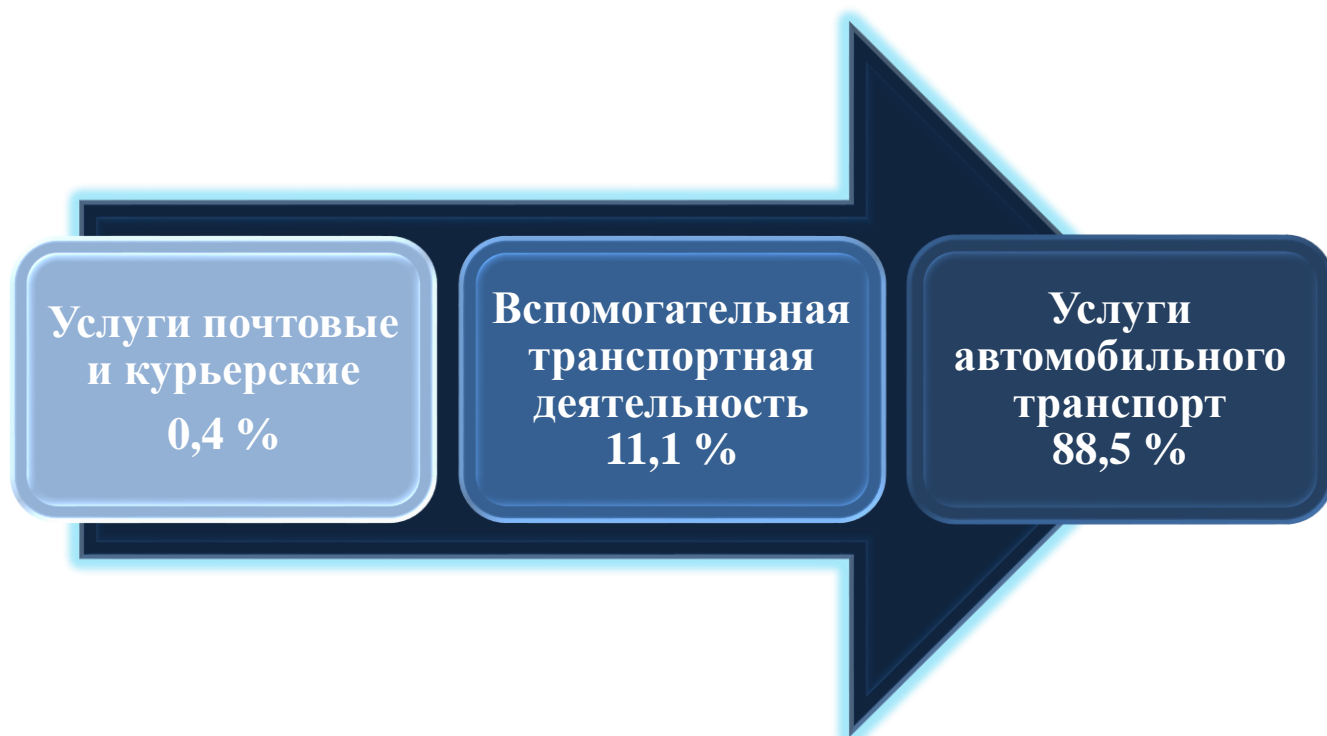 Услуги почтовые
и курьерские
0,4 %
Вспомогательная
транспортная
деятельность
11,1 %
Услуги
автомобильного
транспорт
88,5 %